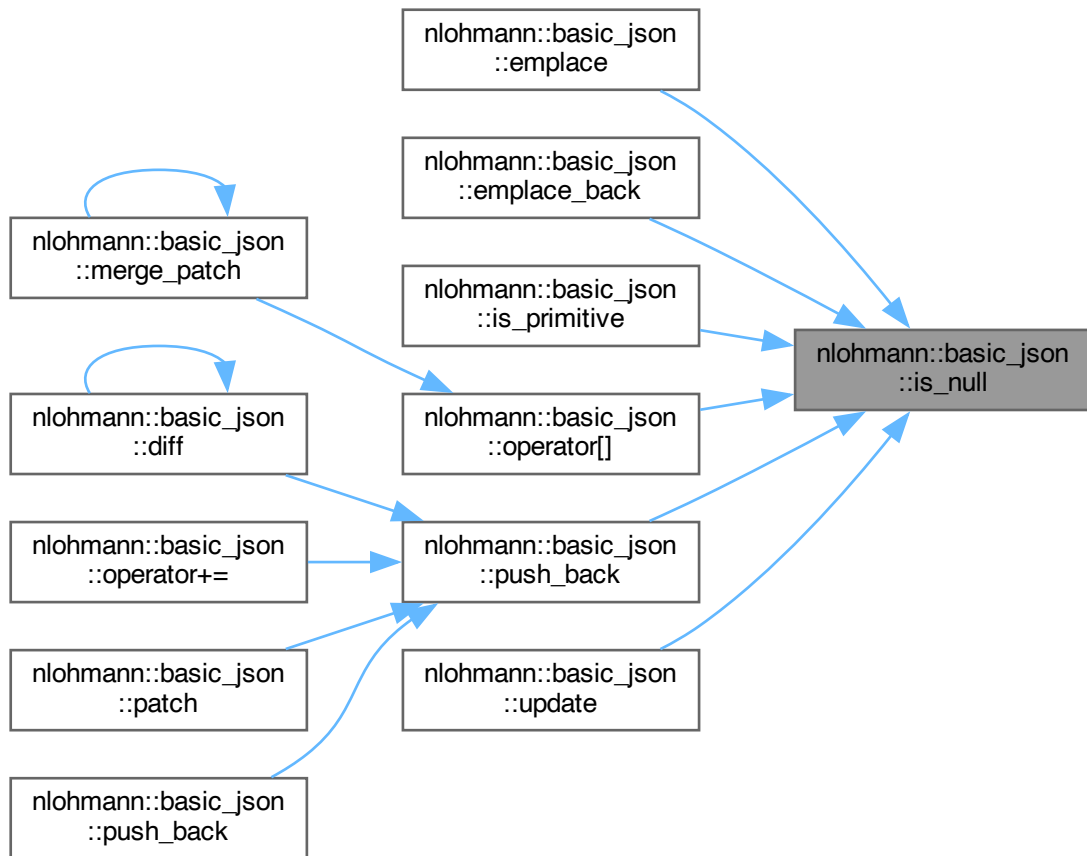 nlohmann::basic_json
::emplace
nlohmann::basic_json
::emplace_back
nlohmann::basic_json
::merge_patch
nlohmann::basic_json
::is_primitive
nlohmann::basic_json
::is_null
nlohmann::basic_json
::diff
nlohmann::basic_json
::operator[]
nlohmann::basic_json
::operator+=
nlohmann::basic_json
::push_back
nlohmann::basic_json
::patch
nlohmann::basic_json
::update
nlohmann::basic_json
::push_back